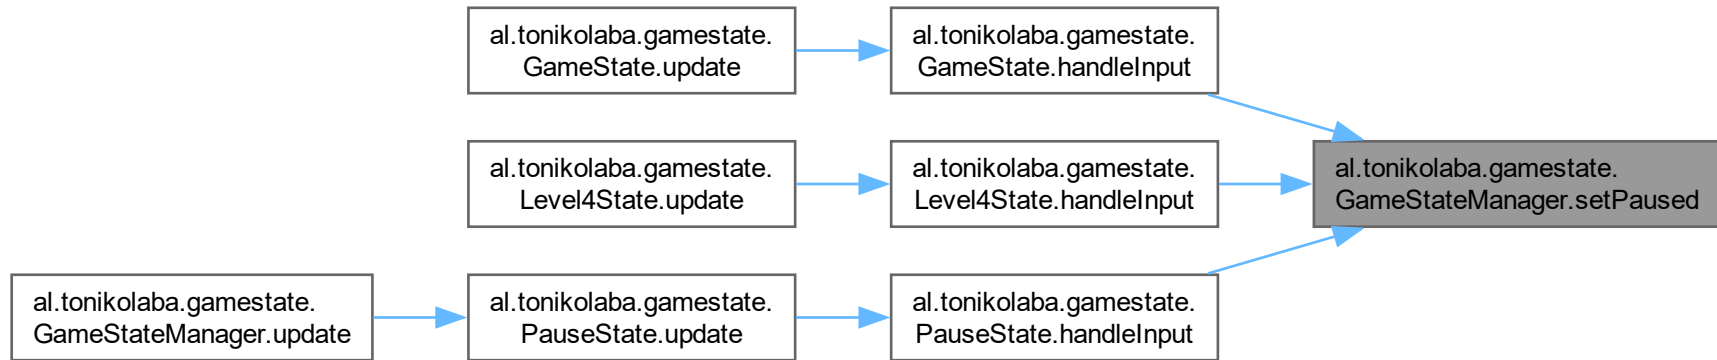 al.tonikolaba.gamestate.
GameState.update
al.tonikolaba.gamestate.
GameState.handleInput
al.tonikolaba.gamestate.
Level4State.update
al.tonikolaba.gamestate.
Level4State.handleInput
al.tonikolaba.gamestate.
GameStateManager.setPaused
al.tonikolaba.gamestate.
GameStateManager.update
al.tonikolaba.gamestate.
PauseState.update
al.tonikolaba.gamestate.
PauseState.handleInput